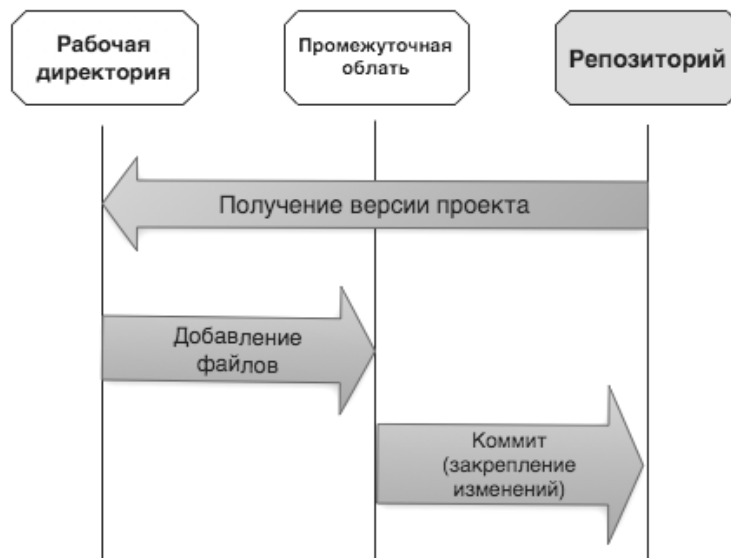 Рабочая
директория
Промежуточная
облать
Репозиторий
Получение версии проекта
Добавление
файлов
Коммит
(закрепление
изменений)